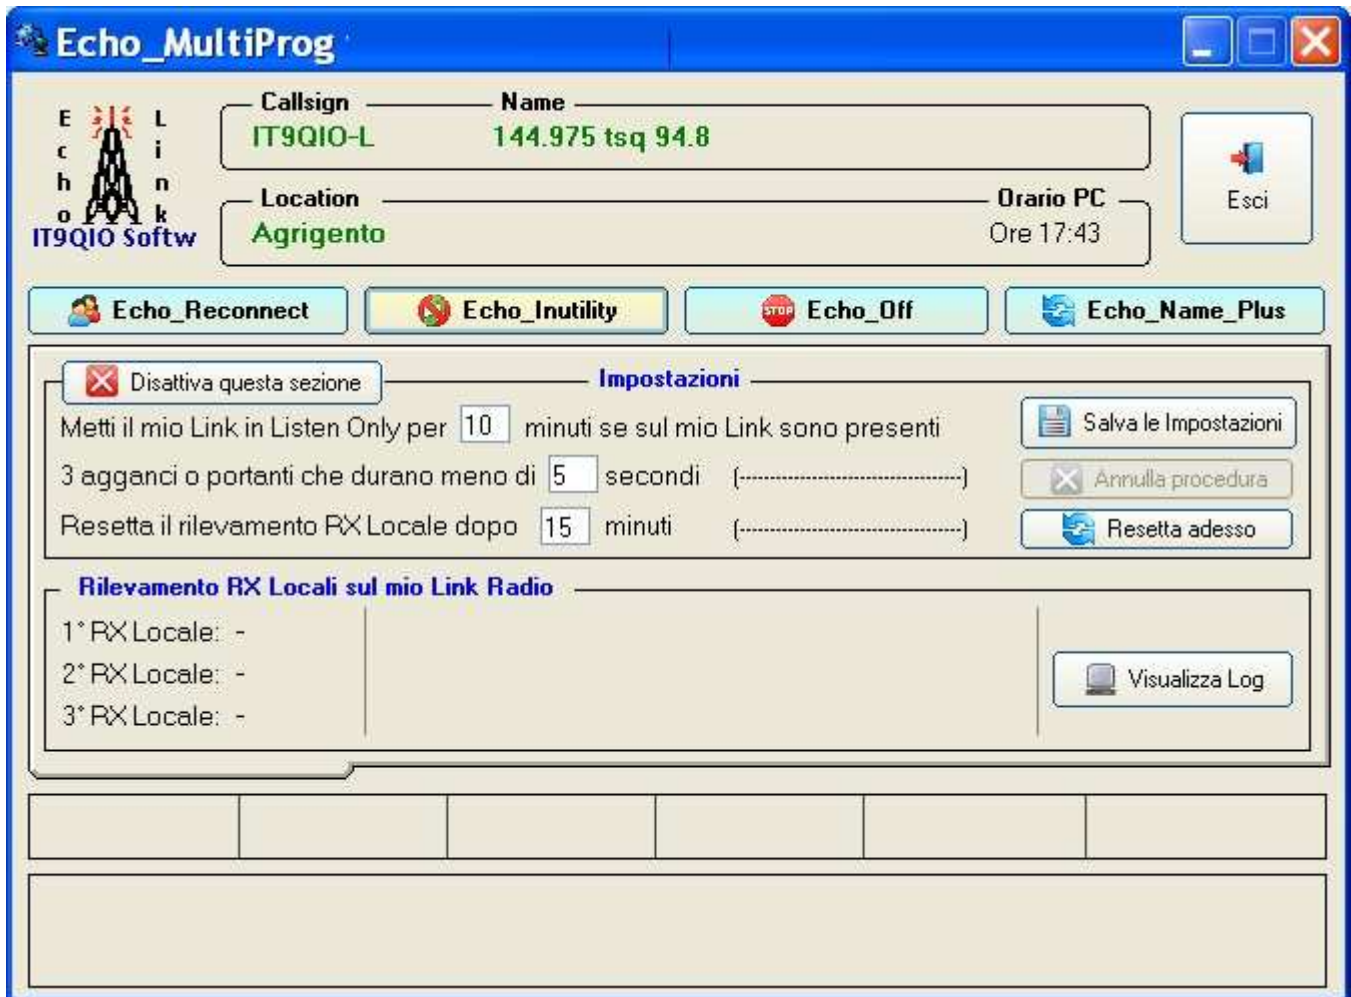 Echo_MultiProg
Echo Link
IT9QIO Softw
Callsign Name
IT9QIO-L 144.975 tsq 94.8
Location Orario PC
Agrigento Ore 17:43
Esci
Echo_Reconnect Echo_Inutility Echo_Off Echo_Name_Plus
STOP
Disattiva questa sezione Impostazioni
Metti il mio Link in Listen Only per 10 minuti se sul mio Link sono presenti Salva le Impostazioni
3 agganci o portanti che durano meno di 5 secondi (---------------------------------) Annulla procedura
Resetta il rilevamento RX Locale dopo 15 minuti (---------------------------------) Resetta adesso
Rilevamento RX Locali sul mio Link Radio
1° RX Locale: -
2° RX Locale: - Visualizza Log
3° RX Locale: -